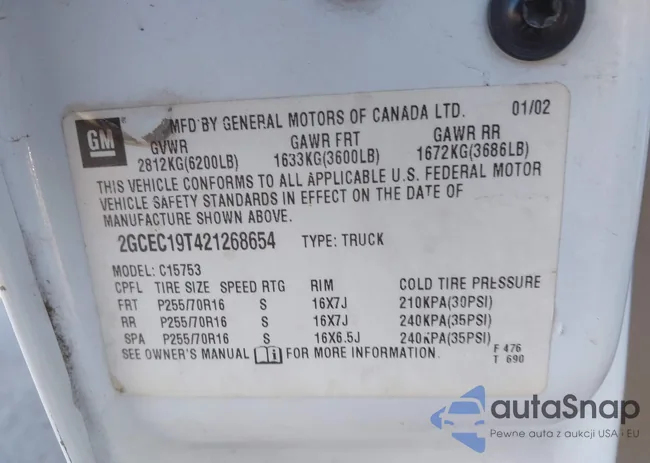 GM
MFD BY GENERAL MOTORS OF CANADA LTD. 01/02
GVWR GAWR FRT GAWR RR
2812KG(6200LB) 1633KG(3600LB) 1672KG(3686LB)
THIS VEHICLE CONFORMS TO ALL APPLICABLE U.S. FEDERAL MOTOR
VEHICLE SAFETY STANDARDS IN EFFECT ON THE DATE OF
MANUFACTURE SHOWN ABOVE.
2GCEC19T421268654 TYPE: TRUCK
MODEL: C15753
CPFL TIRE SIZE SPEED RTG RIM COLD TIRE PRESSURE
FRT P255/70R16 S 16X7J 210KPA(30PSI)
RR P255/70R16 S 16X7J 240KPA(35PSI)
SPA P255/70R16 S 16X6.5J 240KPA(35PSI)
SEE OWNER'S MANUAL FOR MORE INFORMATION.
F 476
T 690
autaSnap
Pewne auta z aukcji USA i EU